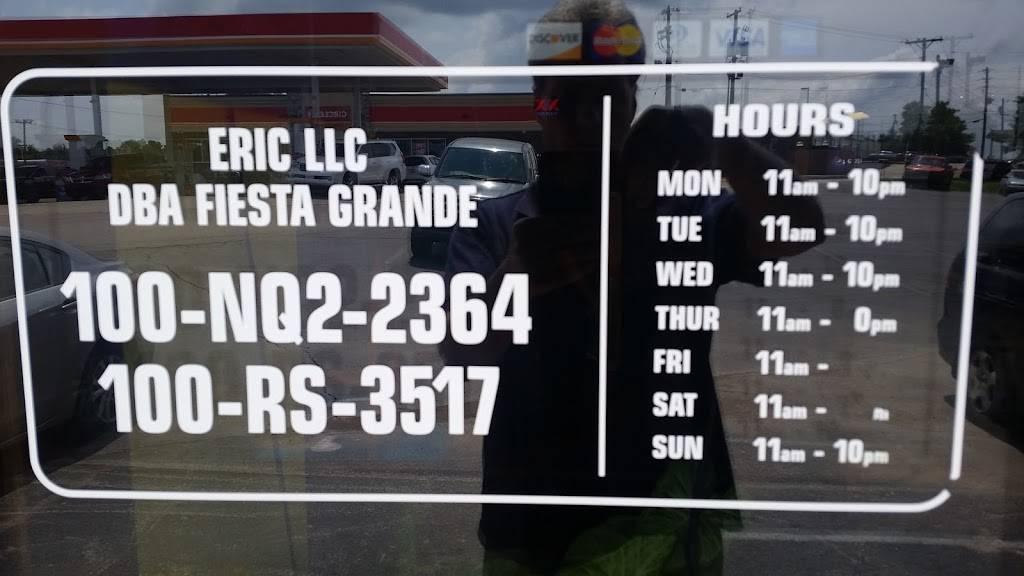 DISCOVER MasterCard VISA
ERIC LLC
DBA FIESTA GRANDE
100-NQ2-2364
100-RS-3517
HOURS
MON 11am - 10pm
TUE 11am - 10pm
WED 11am - 10pm
THUR 11am - 0pm
FRI 11am -
SAT 11am -
SUN 11am - 10pm